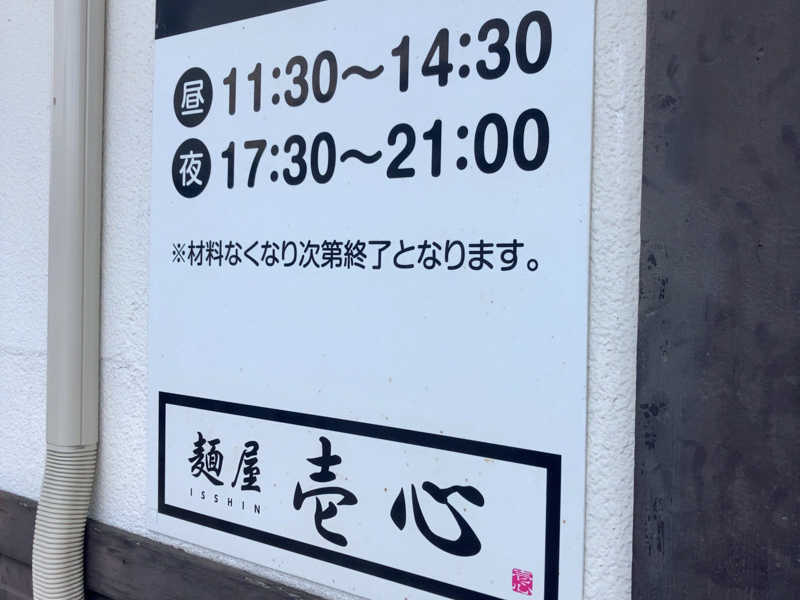 昼 11:30～14:30
夜 17:30～21:00
※材料なくなり次第終了となります。
麺屋 壱心
ISSHIN